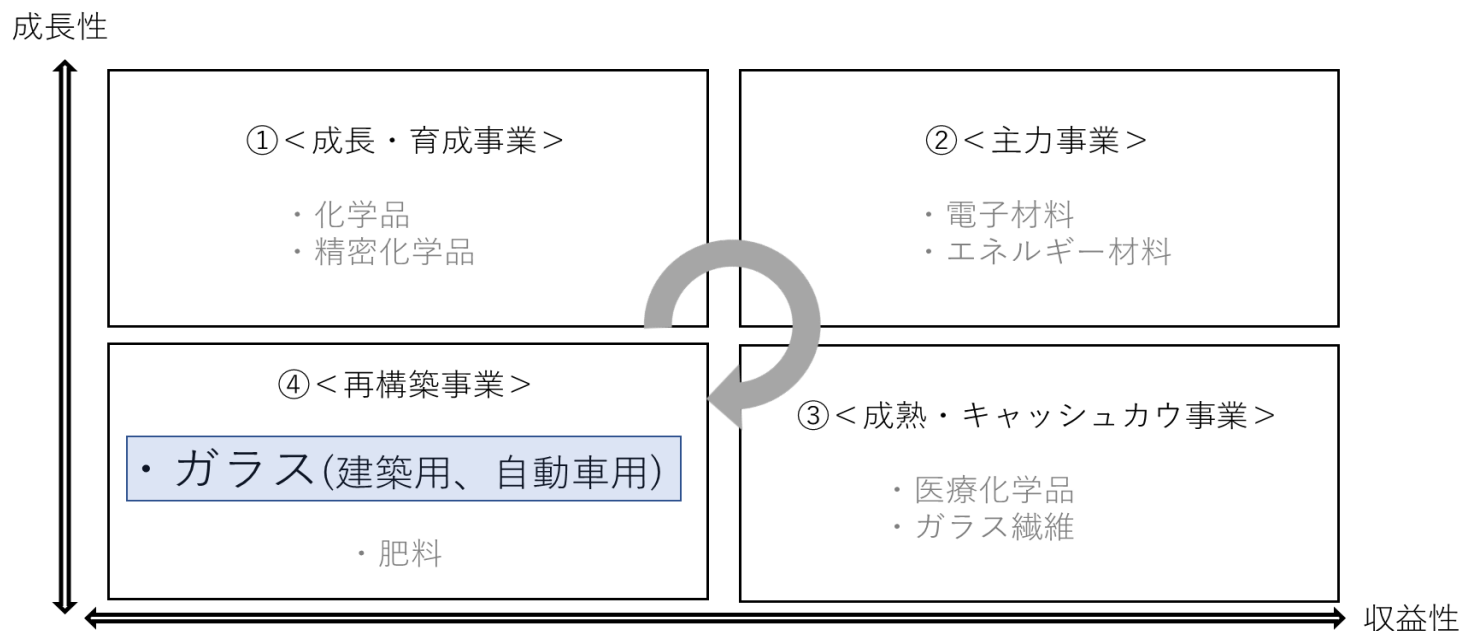 成長性
①＜成長・育成事業＞
・化学品
・精密化学品
②＜主力事業＞
・電子材料
・エネルギー材料
④＜再構築事業＞
・ガラス(建築用、自動車用)
・肥料
③＜成熟・キャッシュカウ事業＞
・医療化学品
・ガラス繊維
収益性